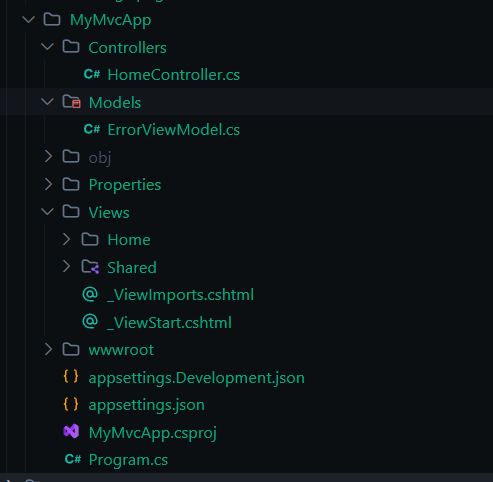 MyMvcApp
Controllers
C# HomeController.cs
Models
C# ErrorViewModel.cs
obj
Properties
Views
Home
Shared
@ _ViewImports.cshtml
@ _ViewStart.cshtml
wwwroot
{} appsettings.Development.json
{} appsettings.json
MyMvcApp.csproj
C# Program.cs